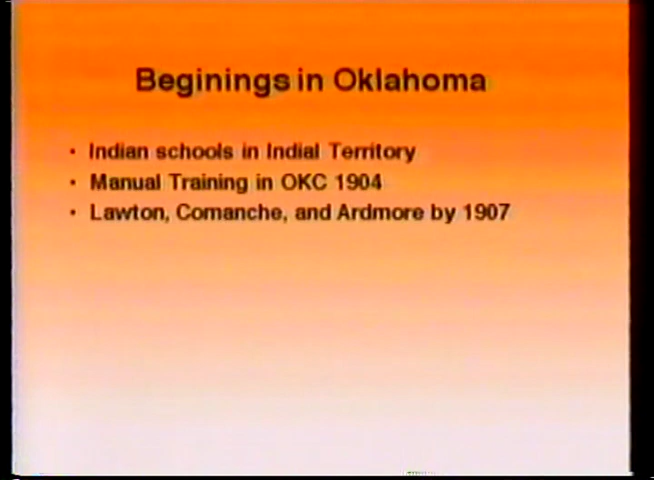 Beginings in Oklahoma
• Indian schools in Indial Territory
• Manual Training in OKC 1904
• Lawton, Comanche, and Ardmore by 1907